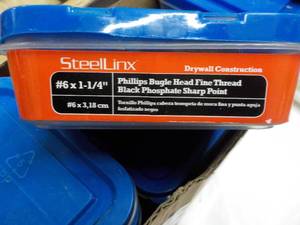 SteelLinx
Drywall Construction
#6 x 1-1/4"
Phillips Bugle Head Fine Thread
Black Phosphate Sharp Point
#6 x 3,18 cm
Tornillo Phillips cabeza trompeta de rosca fina y punta aguja
fosfatizado negro